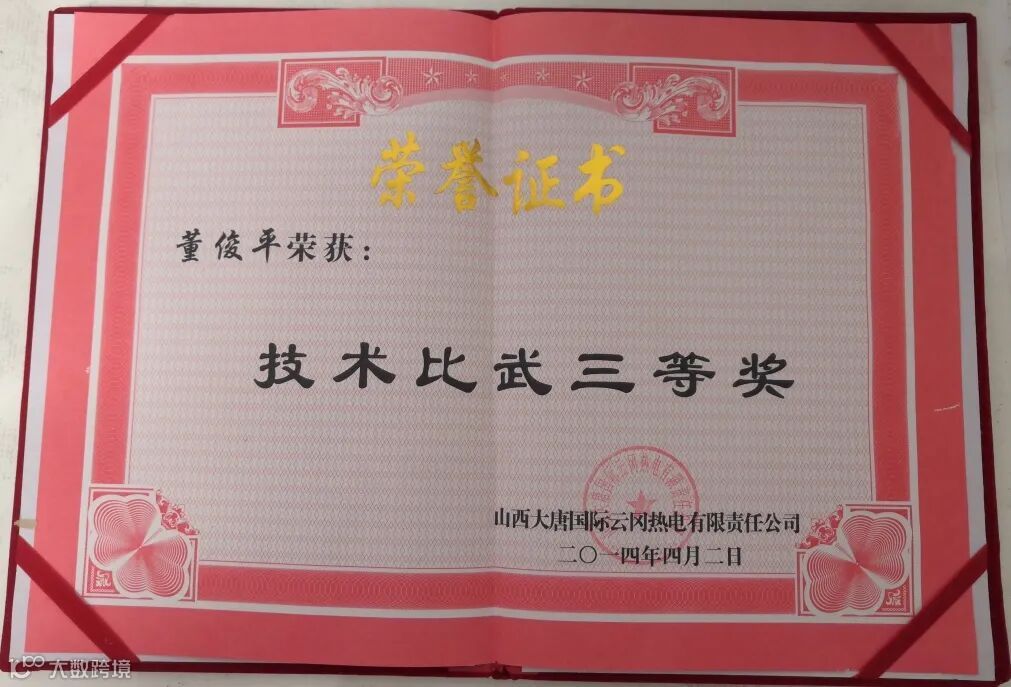 荣誉证书
董俊平荣获：
技术比武三等奖
山西大唐国际云冈热电有限责任公司
二〇一四年四月二日
大数跨境